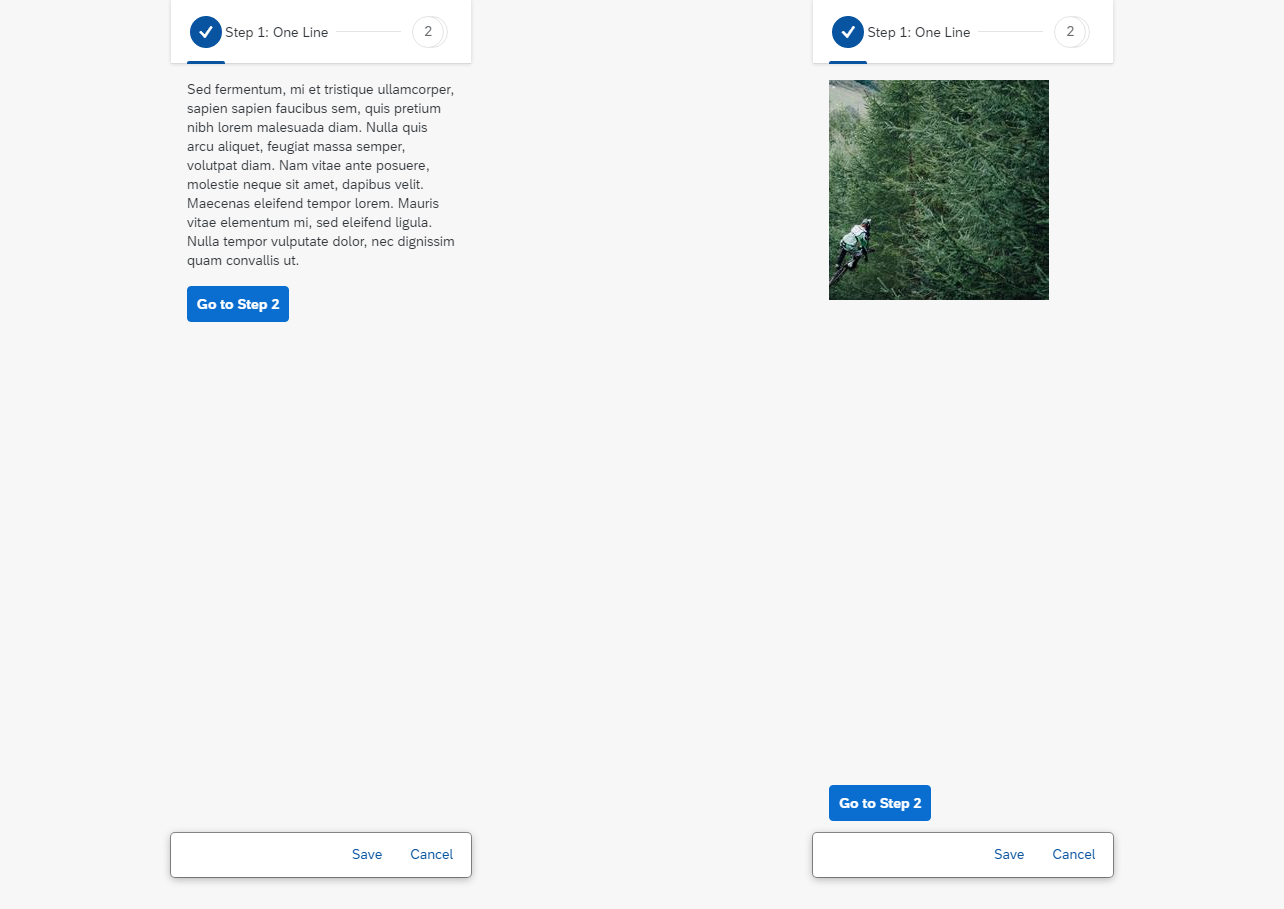 Step 1: One Line
2
Sed fermentum, mi et tristique ullamcorper,
sapien sapien faucibus sem, quis pretium
nibh lorem malesuada diam. Nulla quis
arcu aliquet, feugiat massa semper,
volutpat diam. Nam vitae ante posuere,
molestie neque sit amet, dapibus velit.
Maecenas eleifend tempor lorem. Mauris
vitae elementum mi, sed eleifend ligula.
Nulla tempor vulputate dolor, nec dignissim
quam convallis ut.
Go to Step 2
Save Cancel
Step 1: One Line
2
Go to Step 2
Save Cancel